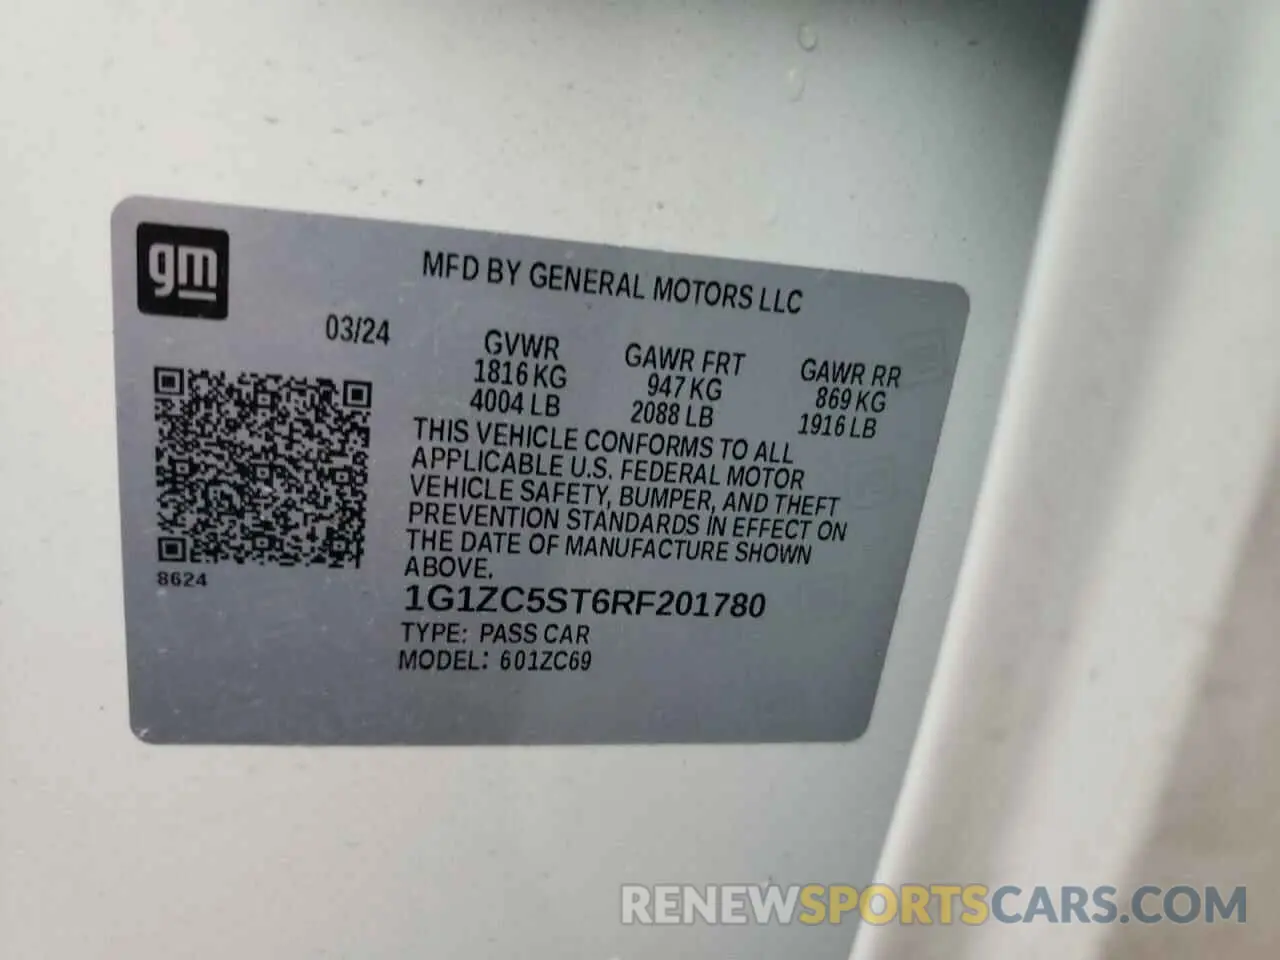 gm
MFD BY GENERAL MOTORS LLC
03/24
GVWR GAWR FRT GAWR RR
1816 KG 947 KG 869 KG
4004 LB 2088 LB 1916 LB
THIS VEHICLE CONFORMS TO ALL
APPLICABLE U.S. FEDERAL MOTOR
VEHICLE SAFETY, BUMPER, AND THEFT
PREVENTION STANDARDS IN EFFECT ON
THE DATE OF MANUFACTURE SHOWN
ABOVE.
8624
1G1ZC5ST6RF201780
TYPE: PASS CAR
MODEL: 601ZC69
RENEWSPORTSCARS.COM